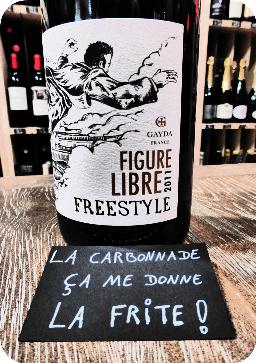 GAYDA
FRANCE
FIGURE
LIBRE
2011
FREESTYLE
LA CARBONNADE
ÇA ME DONNE
LA FRITE !